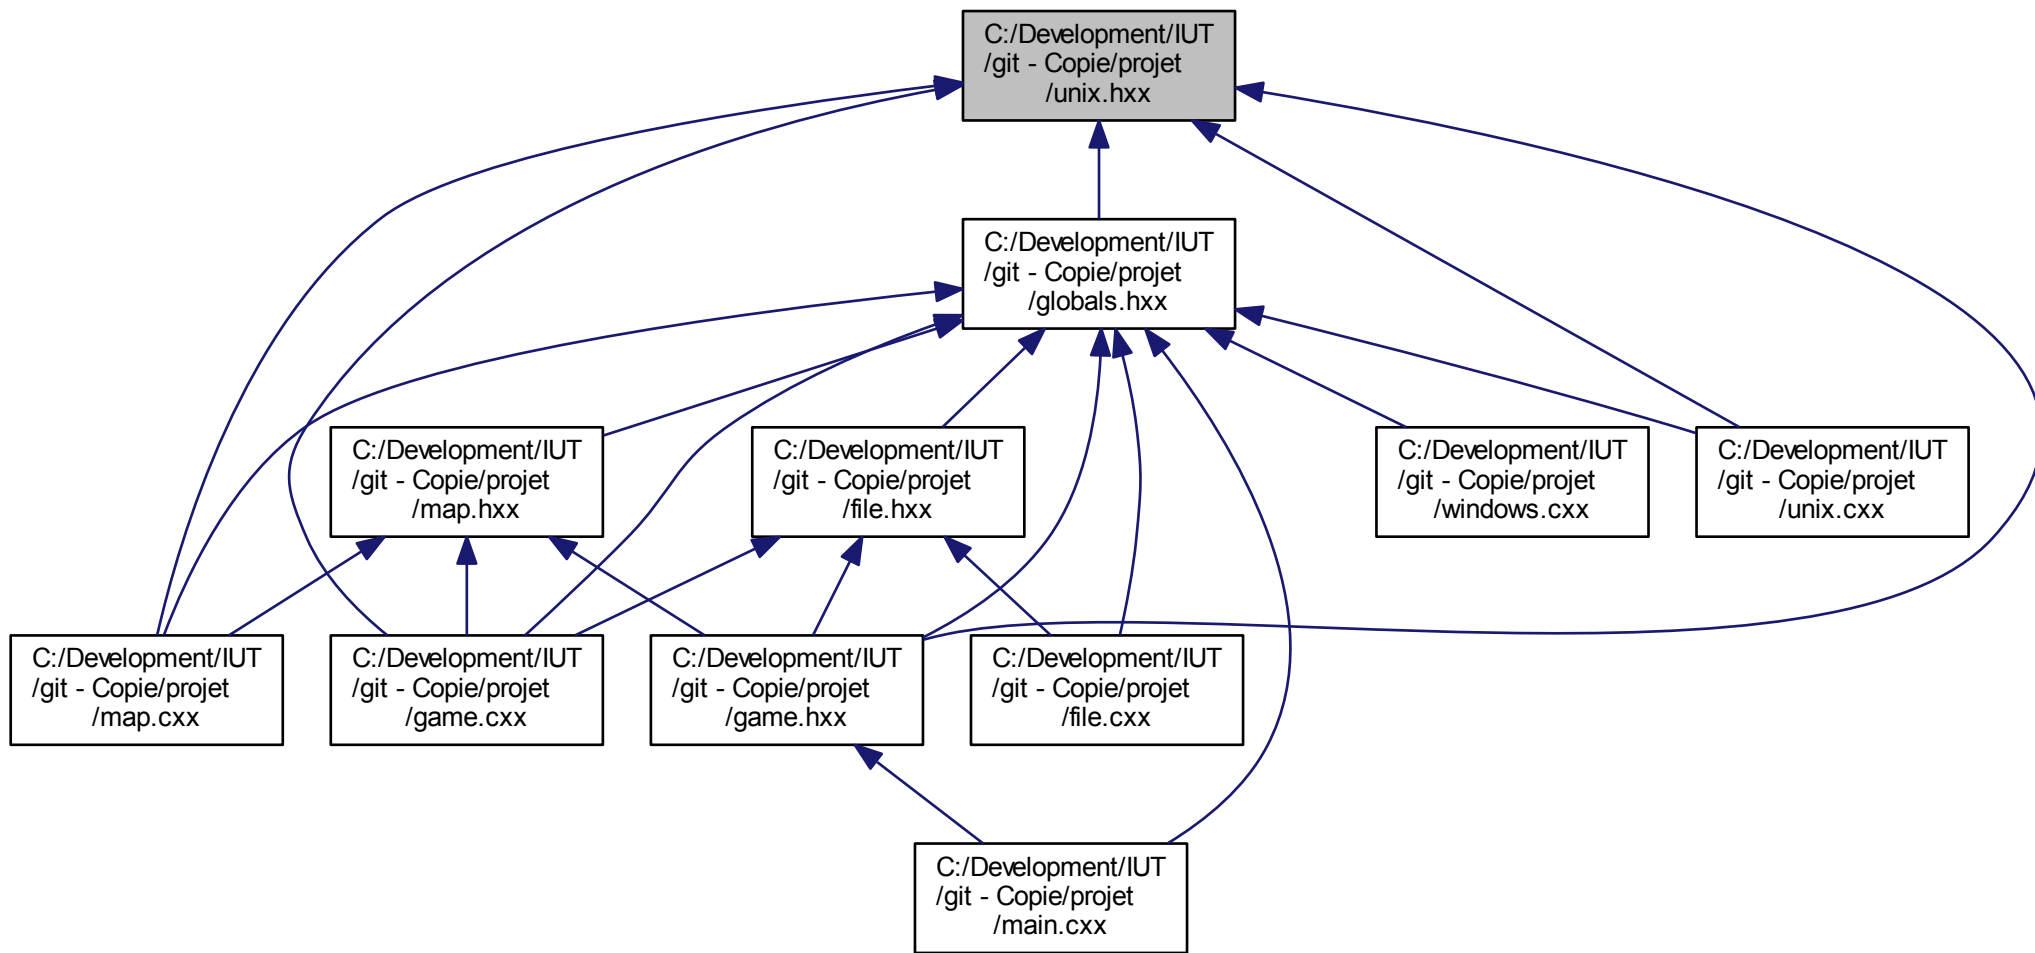 C:/Development/IUT
/git - Copie/projet
/unix.hxx
C:/Development/IUT
/git - Copie/projet
/globals.hxx
C:/Development/IUT
/git - Copie/projet
/map.hxx
C:/Development/IUT
/git - Copie/projet
/file.hxx
C:/Development/IUT
/git - Copie/projet
/windows.cxx
C:/Development/IUT
/git - Copie/projet
/unix.cxx
C:/Development/IUT
/git - Copie/projet
/map.cxx
C:/Development/IUT
/git - Copie/projet
/game.cxx
C:/Development/IUT
/git - Copie/projet
/game.hxx
C:/Development/IUT
/git - Copie/projet
/file.cxx
C:/Development/IUT
/git - Copie/projet
/main.cxx